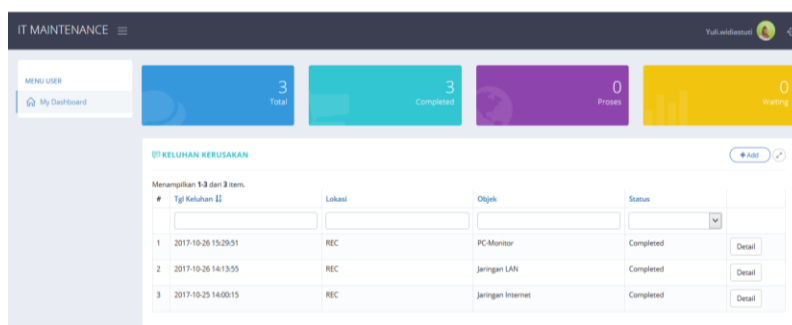 IT MAINTENANCE
Yuli.widiastuti
MENU USER
My Dashboard
3
Total
3
Completed
0
Proses
0
Waiting
KELUHAN KERUSAKAN
+ Add
Menampilkan 1-3 dari 3 item.
# Tgl Keluhan Lokasi Objek Status
1 2017-10-26 15:29:51 REC PC-Monitor Completed Detail
2 2017-10-26 14:13:55 REC Jaringan LAN Completed Detail
3 2017-10-25 14:00:15 REC Jaringan Internet Completed Detail